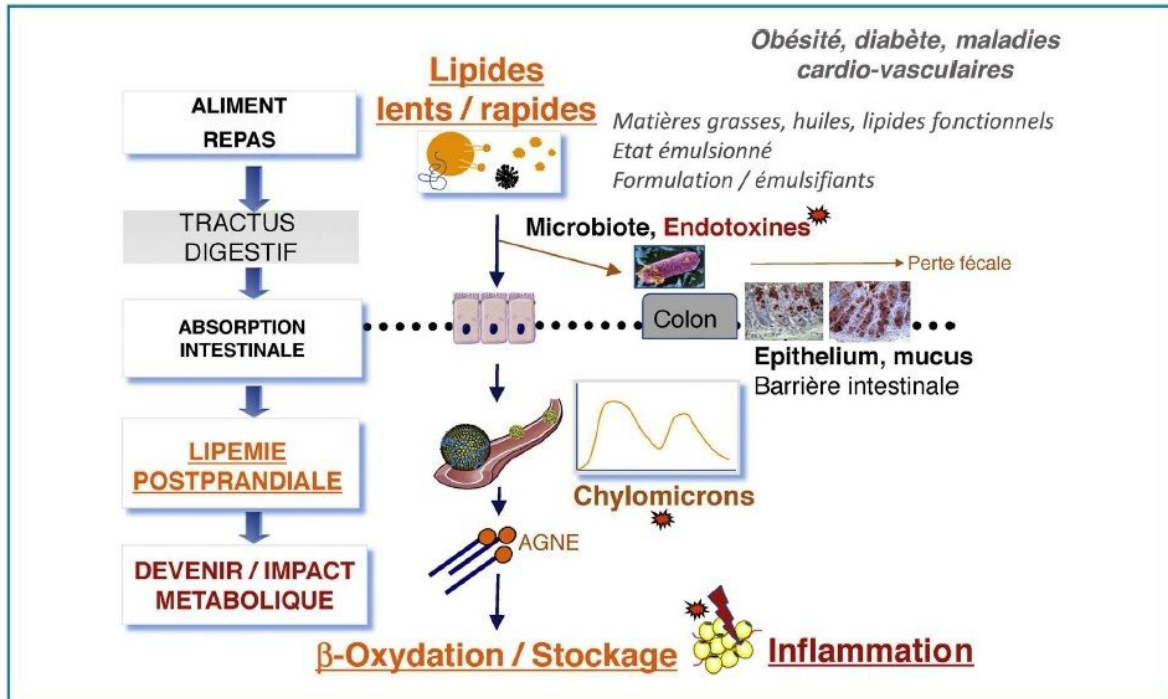 Obésité, diabète, maladies
cardio-vasculaires
Lipides
lents / rapides
ALIMENT
REPAS
Matières grasses, huiles, lipides fonctionnels
Etat émulsionné
Formulation / émulsifiants
TRACTUS
DIGESTIF
Microbiote, Endotoxines
Perte fécale
ABSORPTION
INTESTINALE
Colon
Epithelium, mucus
Barrière intestinale
LIPEMIE
POSTPRANDIALE
Chylomicrons
AGNE
DEVENIR / IMPACT
METABOLIQUE
β-Oxydation / Stockage
Inflammation